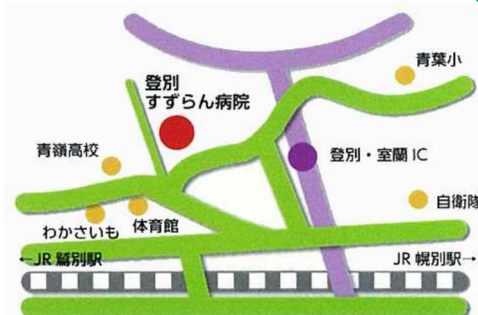 青葉小
登別
すずらん病院
青嶺高校
登別・室蘭 IC
自衛隊
わかさいも
体育館
←JR 鷲別駅
JR 幌別駅→